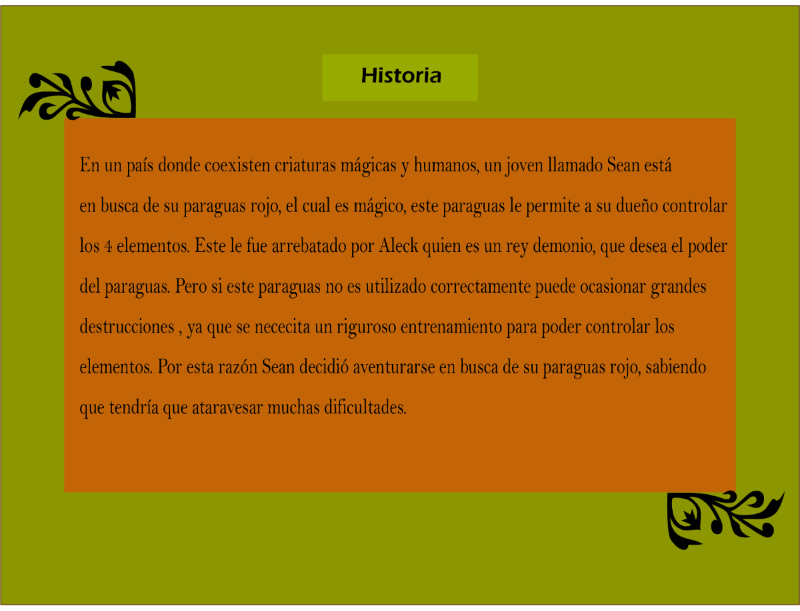 Historia
En un país donde coexisten criaturas mágicas y humanos, un joven llamado Sean está
en busca de su paraguas rojo, el cual es mágico, este paraguas le permite a su dueño controlar
los 4 elementos. Este le fue arrebatado por Aleck quien es un rey demonio, que desea el poder
del paraguas. Pero si este paraguas no es utilizado correctamente puede ocasionar grandes
destrucciones , ya que se nececita un riguroso entrenamiento para poder controlar los
elementos. Por esta razón Sean decidió aventurarse en busca de su paraguas rojo, sabiendo
que tendría que ataravesar muchas dificultades.